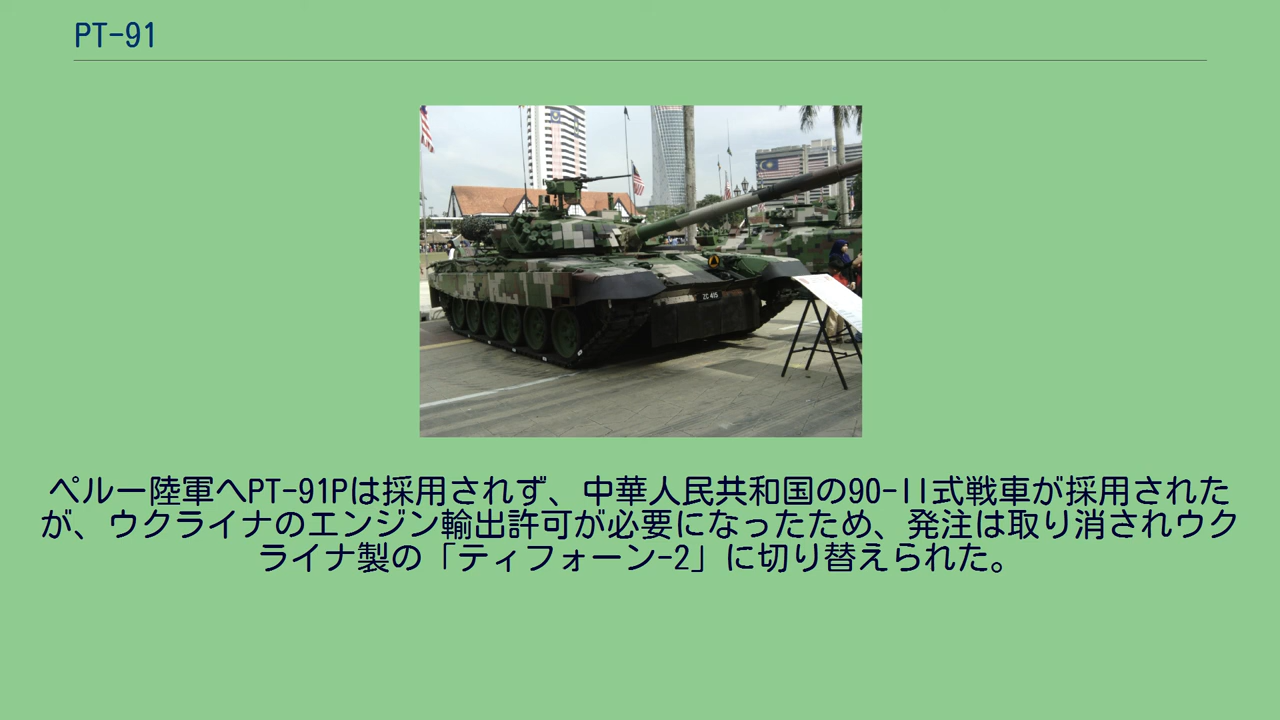 PT-91
ZC 415
ペルー陸軍へPT-91Pは採用されず、中華人民共和国の90-II式戦車が採用された
が、ウクライナのエンジン輸出許可が必要になったため、発注は取り消されウク
ライナ製の「ティフォーン-2」に切り替えられた。